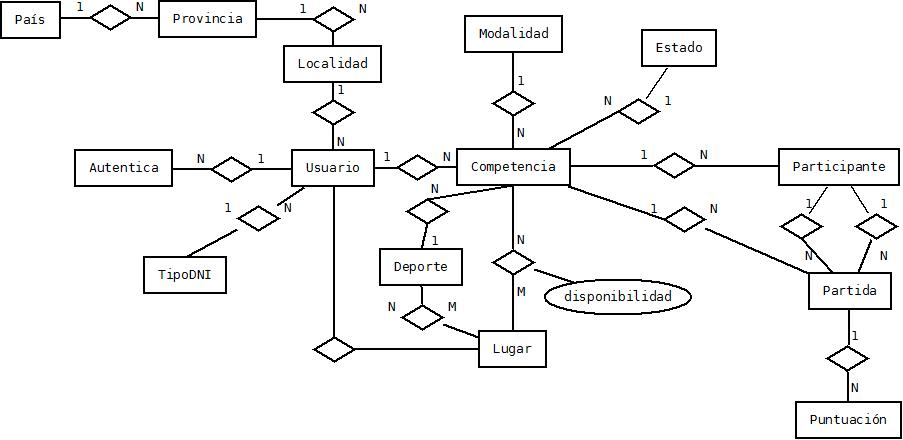 País
1
N
Provincia
1
N
Localidad
1
N
Modalidad
1
N
Estado
N
1
Autentica
N
1
Usuario
1
N
Competencia
1
N
Participante
1
N
TipoDNI
N
1
Deporte
N
M
N
M
disponibilidad
1
N
1
N
1
N
Partida
Lugar
1
N
Puntuación